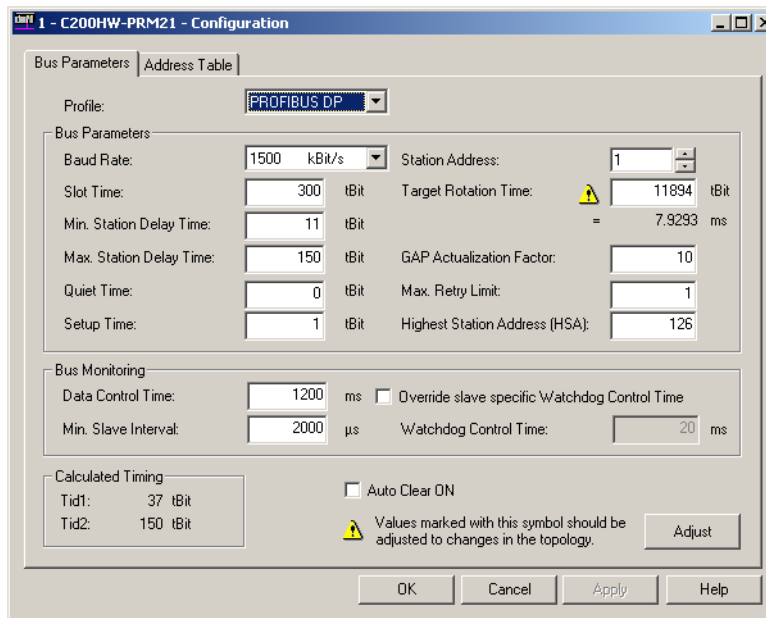 1 - C200HW-PRM21 - Configuration
Bus Parameters Address Table
Profile: PROFIBUS DP
Bus Parameters
Baud Rate: 1500 kBit/s Station Address: 1
Slot Time: 300 tBit Target Rotation Time: 11894 tBit
Min. Station Delay Time: 11 tBit = 7.9293 ms
Max. Station Delay Time: 150 tBit GAP Actualization Factor: 10
Quiet Time: 0 tBit Max. Retry Limit: 1
Setup Time: 1 tBit Highest Station Address (HSA): 126
Bus Monitoring
Data Control Time: 1200 ms Override slave specific Watchdog Control Time
Min. Slave Interval: 2000 µs Watchdog Control Time: 20 ms
Calculated Timing
Tid1: 37 tBit
Tid2: 150 tBit
Auto Clear ON
Values marked with this symbol should be
adjusted to changes in the topology.
Adjust
OK Cancel Apply Help